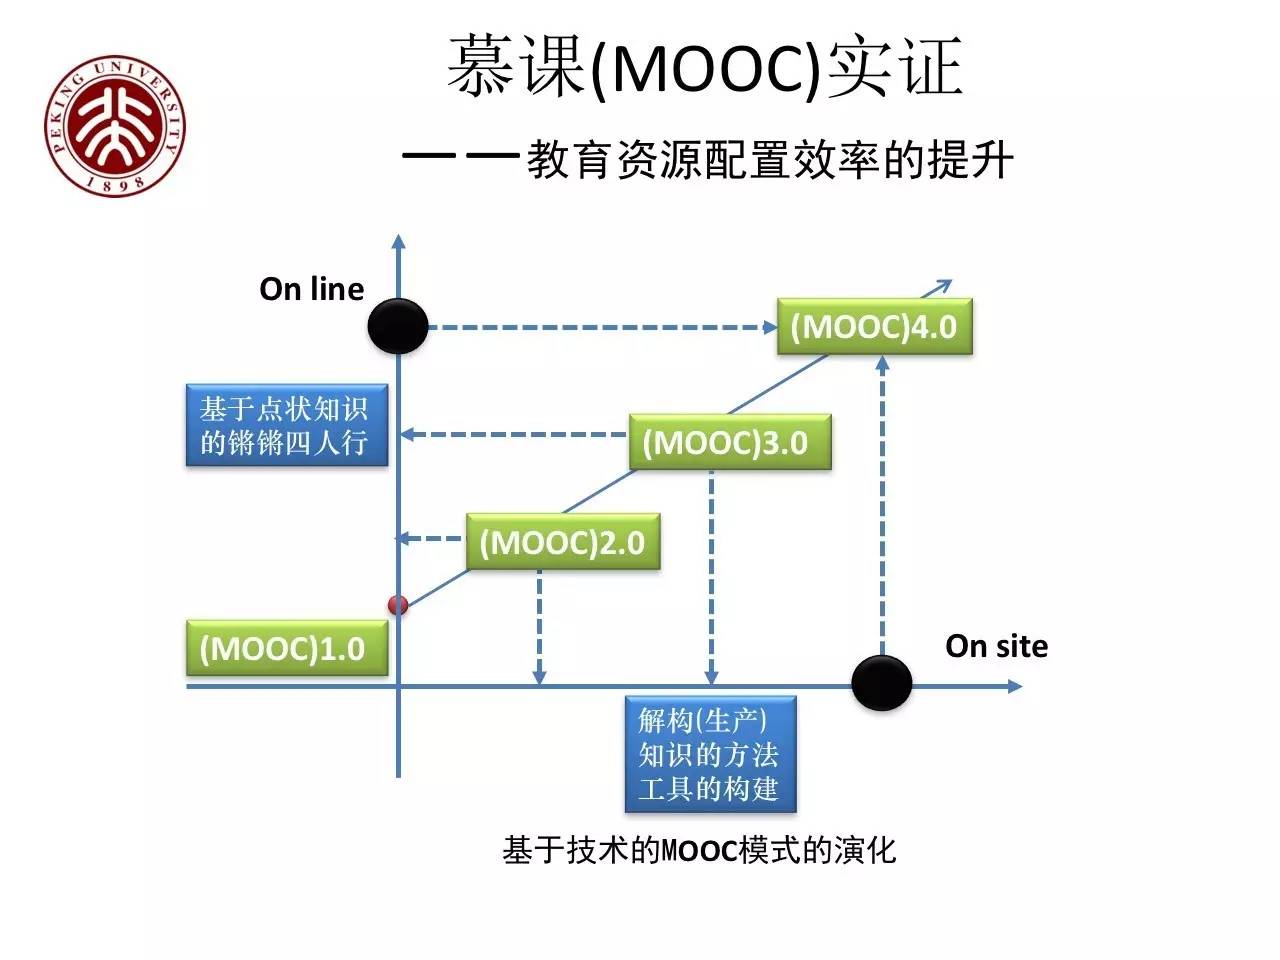 慕课(MOOC)实证
PEKING UNIVERSITY
1898
——教育资源配置效率的提升
On line
(MOOC)4.0
基于点状知识
的锵锵四人行
(MOOC)3.0
(MOOC)2.0
(MOOC)1.0
On site
解构(生产)
知识的方法
工具的构建
基于技术的MOOC模式的演化